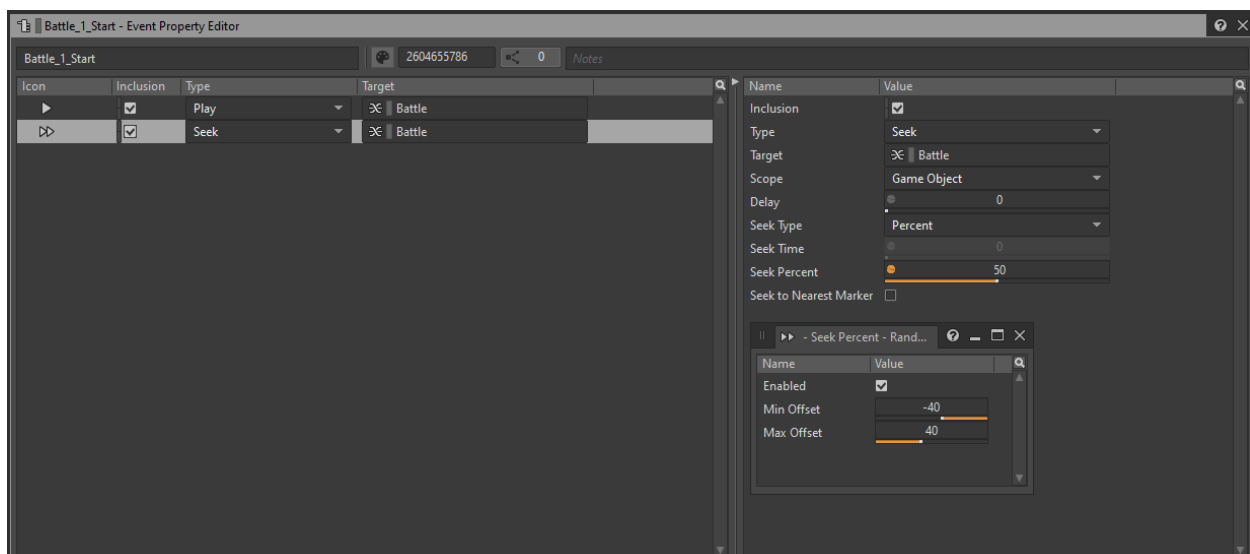 Battle_1_Start - Event Property Editor
Battle_1_Start 2604655786 0 Notes
Icon Inclusion Type Target
Play Battle
Seek Battle
Name Value
Inclusion
Type Seek
Target Battle
Scope Game Object
Delay 0
Seek Type Percent
Seek Time 0
Seek Percent 50
Seek to Nearest Marker
- Seek Percent - Rand...
Name Value
Enabled
Min Offset -40
Max Offset 40